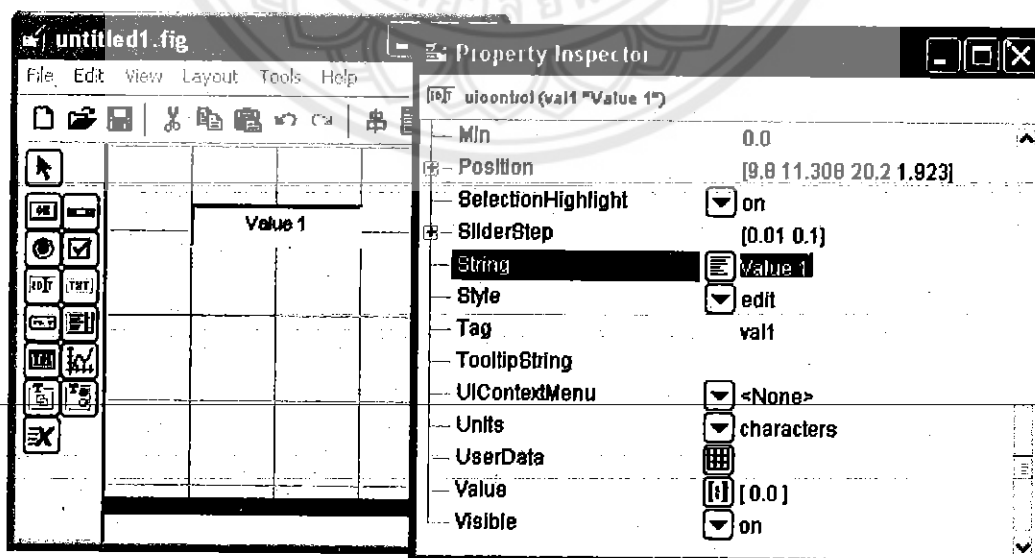 untitled1.fig
File Edit View Layout Tools Help
Value 1
Property Inspector
uicontrol (val1 "Value 1")
Min 0.0
Position [9.8 11.308 20.2 1.923]
SelectionHighlight on
SliderStep [0.01 0.1]
String Value 1
Style edit
Tag val1
TooltipString
UIContextMenu <None>
Units characters
UserData
Value [0.0]
Visible on